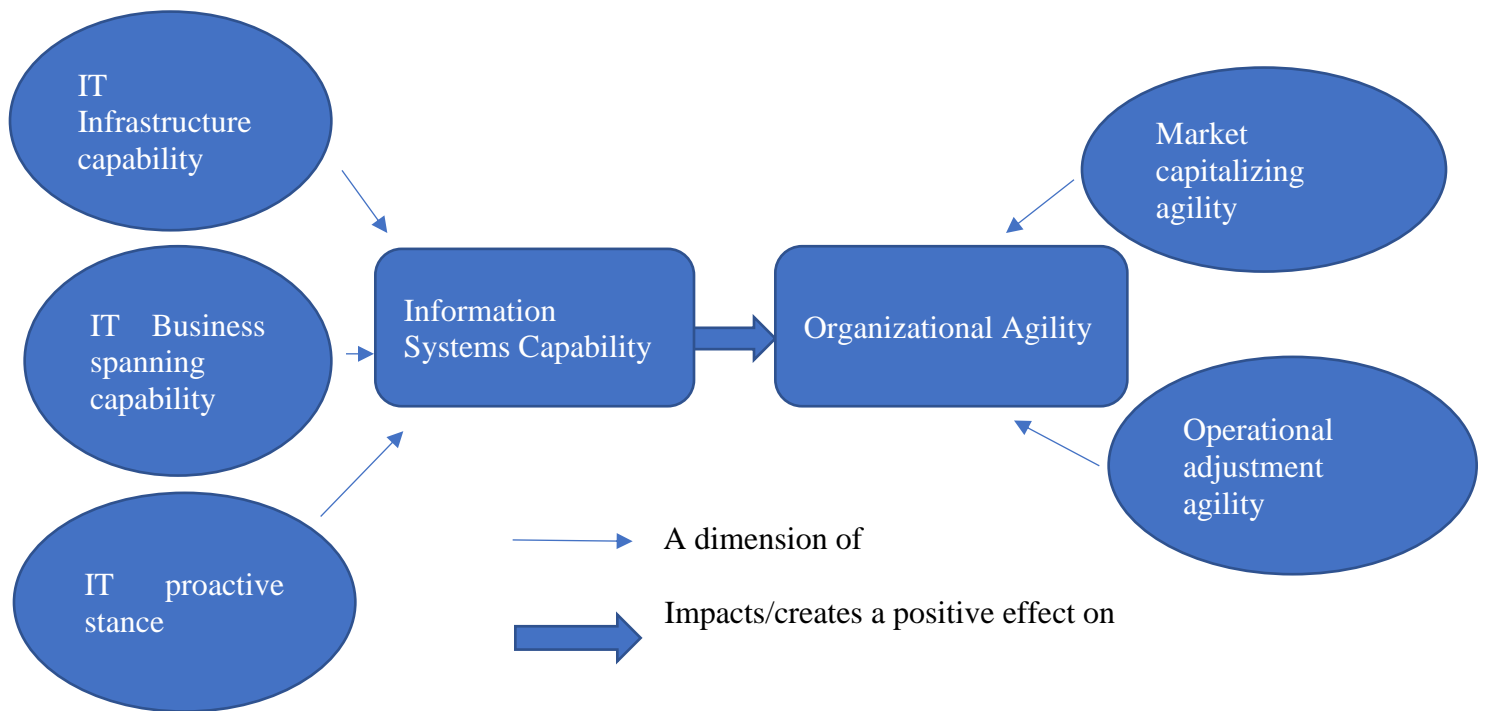 IT
Infrastructure
capability
IT Business
spanning
capability
IT proactive
stance
Information
Systems Capability
Organizational Agility
Market
capitalizing
agility
Operational
adjustment
agility
A dimension of
Impacts/creates a positive effect on